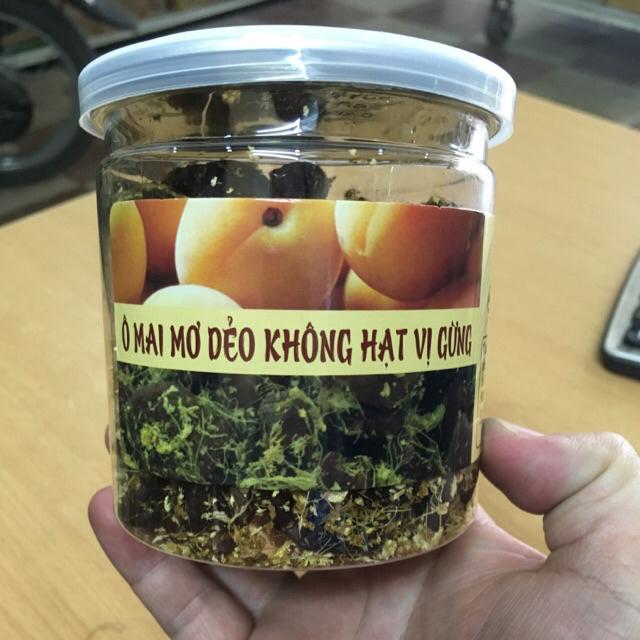 Ô MAI MƠ DẺO KHÔNG HẠT VỊ GỪNG